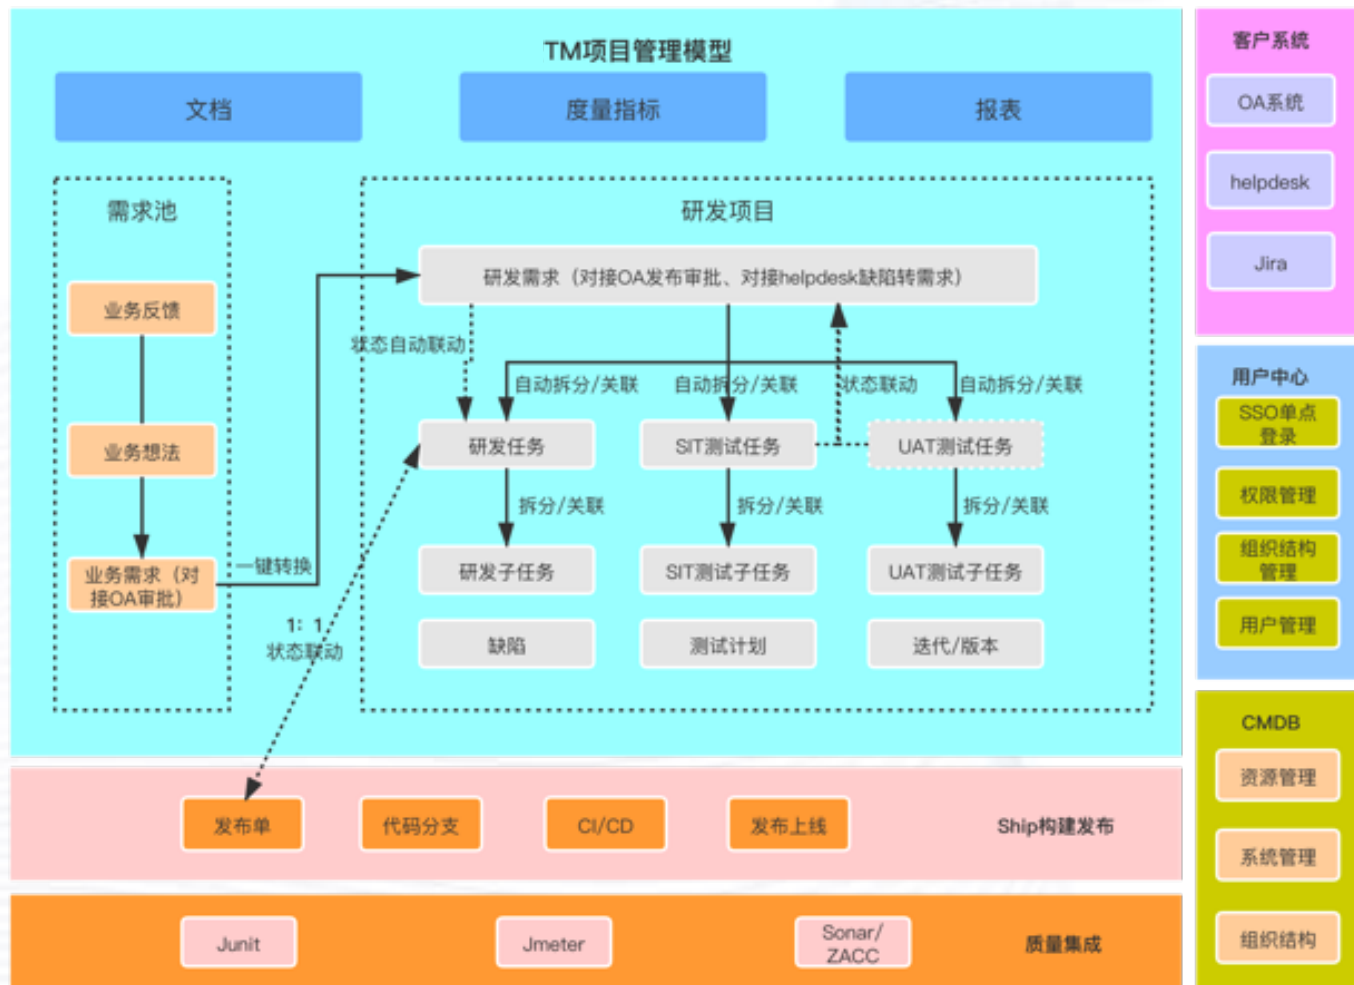 TM项目管理模型
文档
度量指标
报表
需求池
业务反馈
业务想法
业务需求（对
接OA审批）
一键转换
研发项目
研发需求（对接OA发布审批、对接helpdesk缺陷转需求）
状态自动联动
自动拆分/关联
自动拆分/关联
状态联动
自动拆分/关联
研发任务
SIT测试任务
UAT测试任务
拆分/关联
拆分/关联
拆分/关联
研发子任务
SIT测试子任务
UAT测试子任务
1：1
状态联动
缺陷
测试计划
迭代/版本
发布单
代码分支
CI/CD
发布上线
Ship构建发布
Junit
Jmeter
Sonar/
ZACC
质量集成
客户系统
OA系统
helpdesk
Jira
用户中心
SSO单点
登录
权限管理
组织结构
管理
用户管理
CMDB
资源管理
系统管理
组织结构